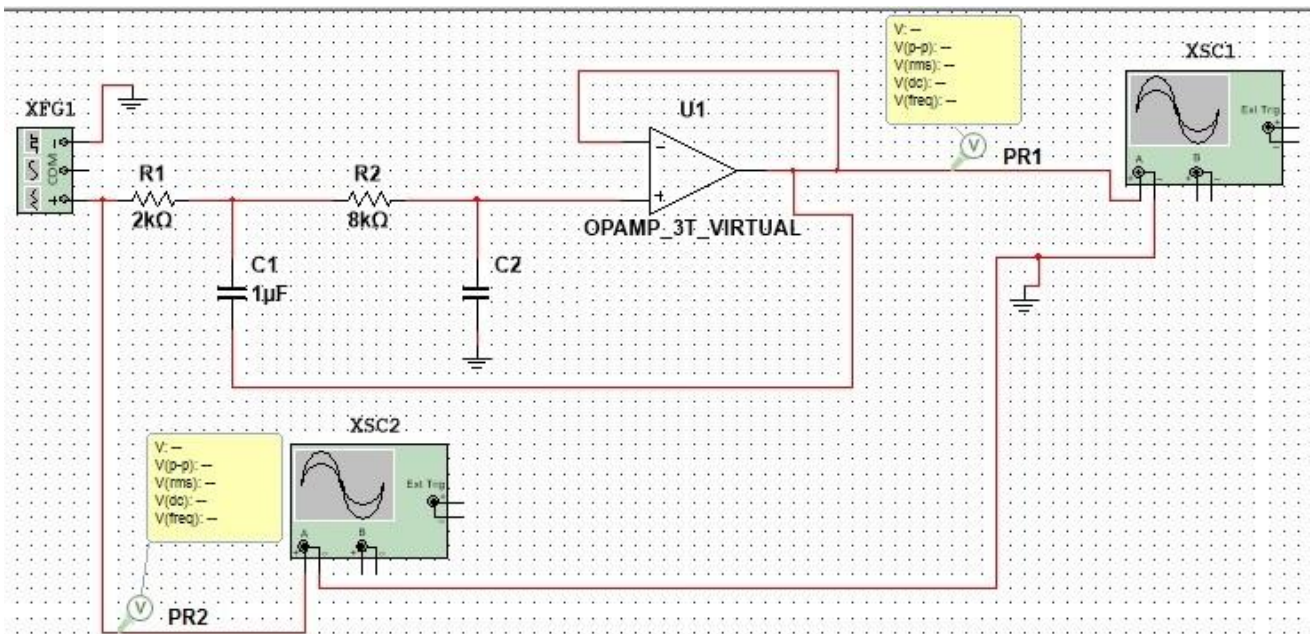 V: --
V(p-p): --
V(rms): --
V(dc): --
V(freq): --
XSC1
Ext Trig
+
−
A
B
+
−
+
−
PR1
XFG1
COM
−
+
R1
2kΩ
R2
8kΩ
U1
−
+
OPAMP_3T_VIRTUAL
C1
1µF
C2
XSC2
V: --
V(p-p): --
V(rms): --
V(dc): --
V(freq): --
Ext Trig
+
−
A
B
+
−
+
−
V
V
PR2